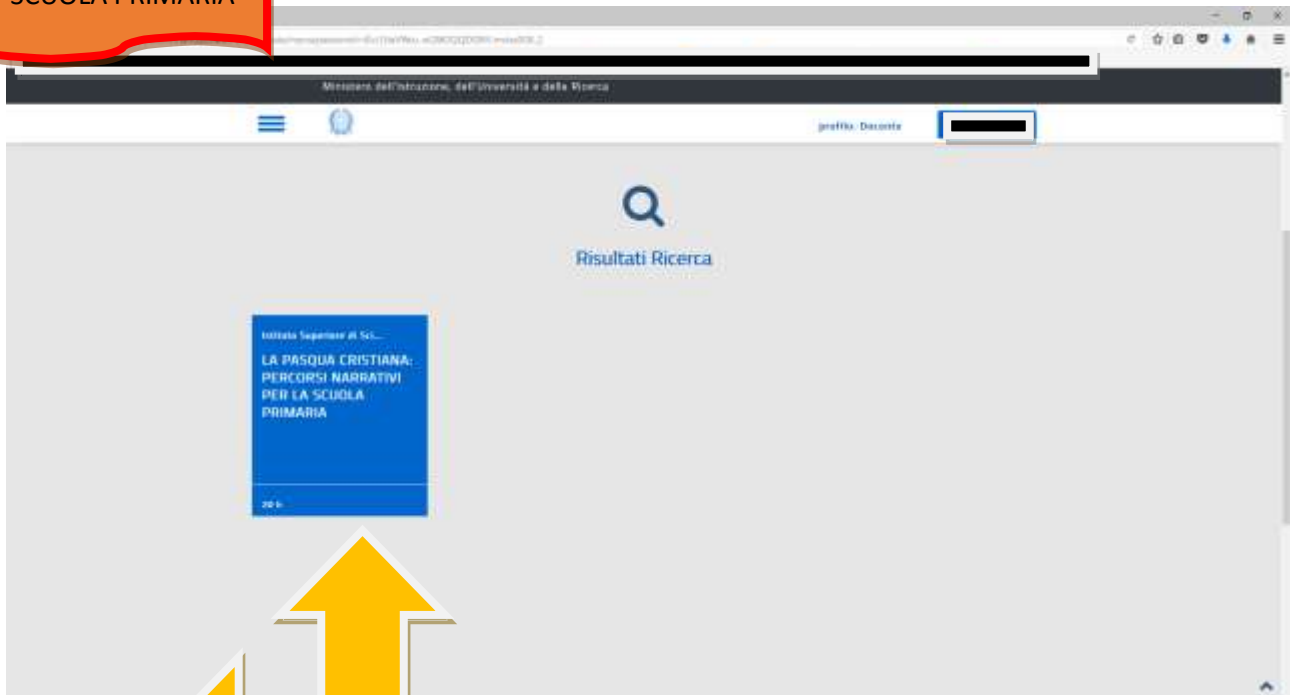 SCUOLA PRIMARIA
Ministero dell'Istruzione, dell'Università e della Ricerca
profilo: Docente
Risultati Ricerca
Istituto Superiore di Sci...
LA PASQUA CRISTIANA:
PERCORSI NARRATIVI
PER LA SCUOLA
PRIMARIA
20 h